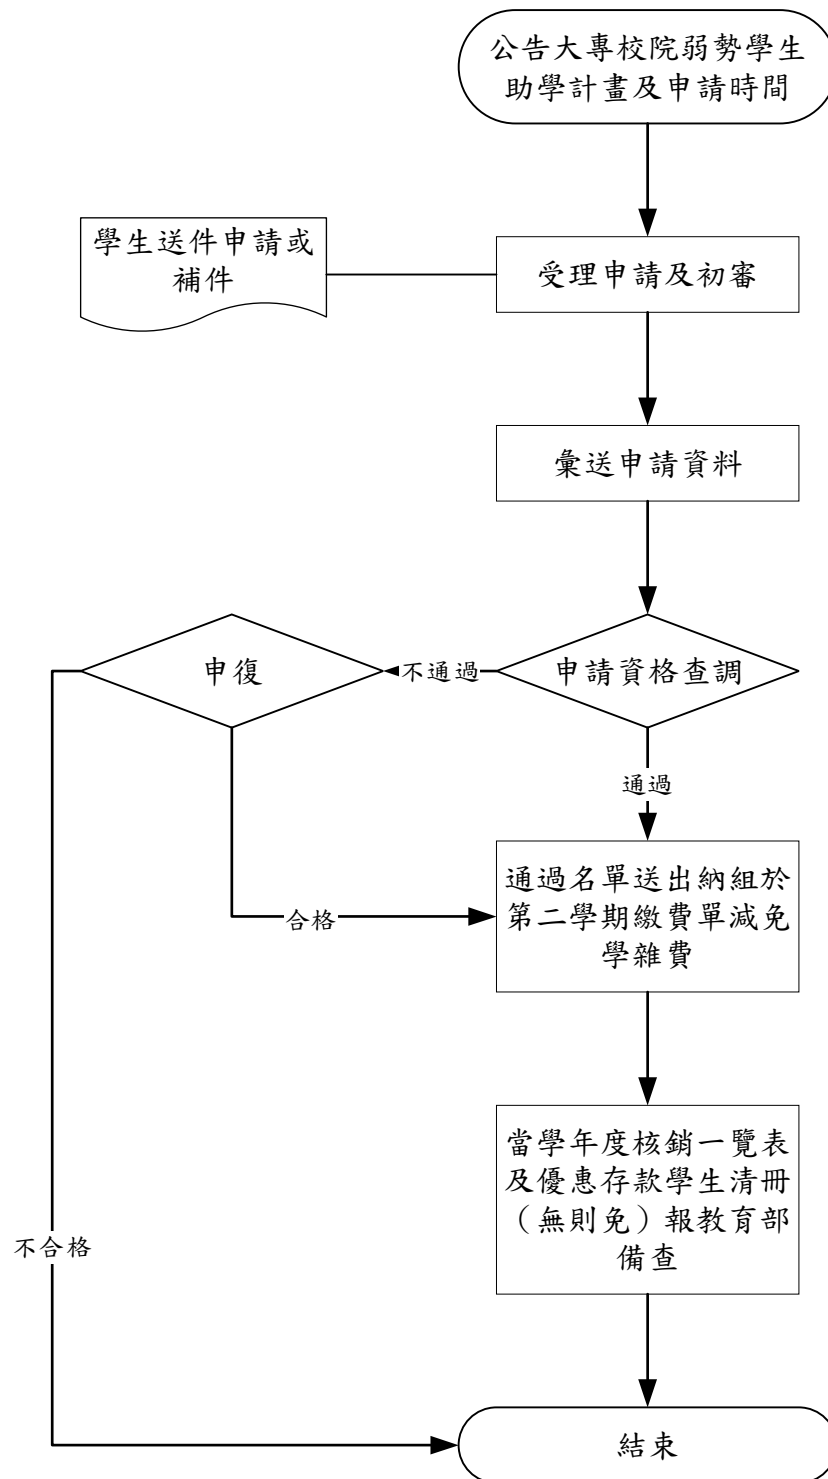 公告大專校院弱勢學生
助學計畫及申請時間
學生送件申請或
補件
受理申請及初審
彙送申請資料
申復
不通過
申請資格查調
通過
通過名單送出納組於
第二學期繳費單減免
學雜費
合格
當學年度核銷一覽表
及優惠存款學生清冊
（無則免）報教育部
備查
不合格
結束